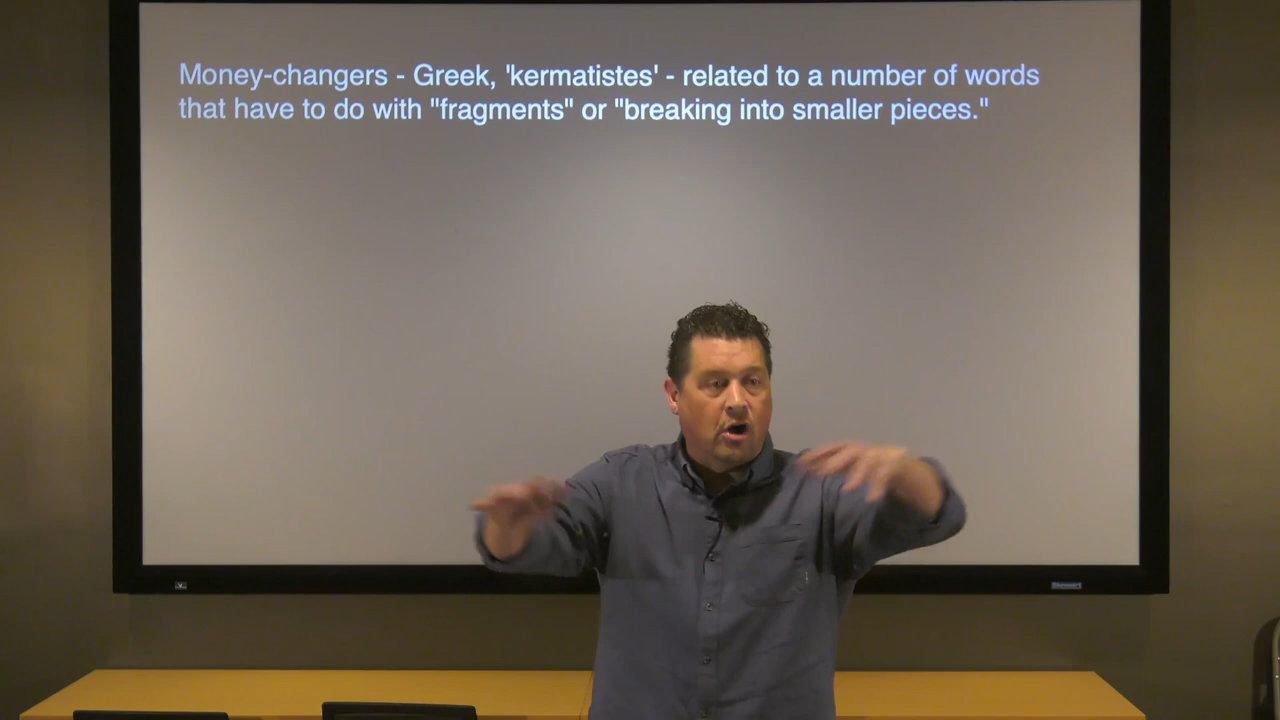 Money-changers - Greek, 'kermatistes' - related to a number of words
that have to do with "fragments" or "breaking into smaller pieces."